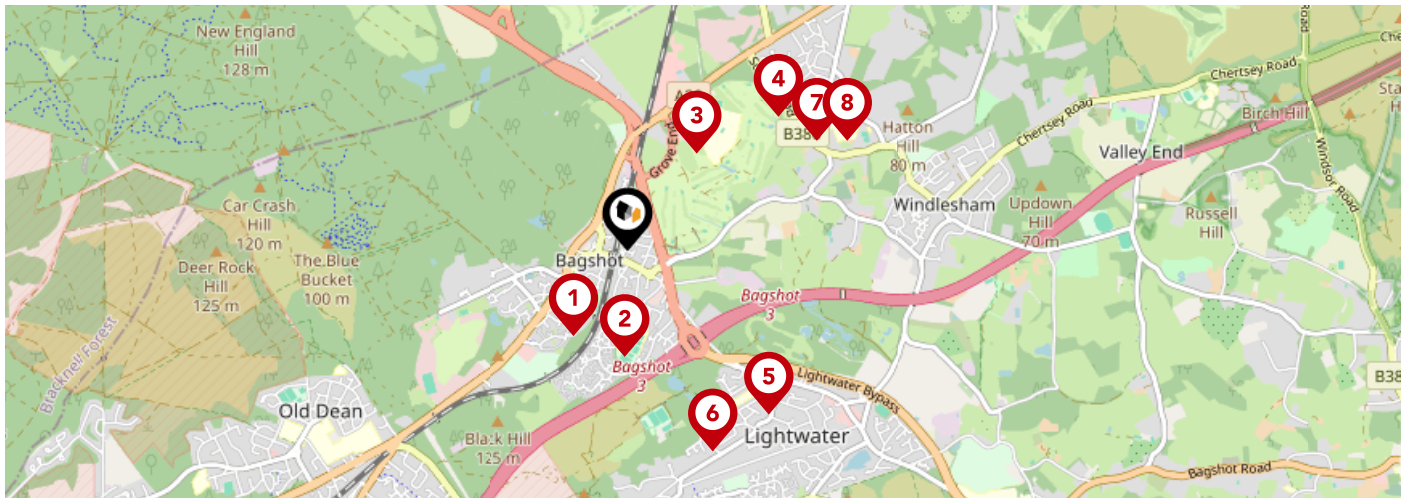 New England
Hill
128 m
Car Crash
Hill
120 m
Deer Rock
Hill
125 m
The Blue
Bucket
100 m
Bracknell Forest
Old Dean
Black Hill
125 m
Bagshot
1
2
Bagshot
3
Grove End
3
4
7
8
B38
Hatton
Hill
80 m
Windlesham
Chertsey Road
Chertsey Road
Valley End
Birch Hill
Updown
Hill
70 m
Russell
Hill
Windsor Road
Road
Che
Sta
H
B38
Bagshot
3
5
6
Lightwater Bypass
Lightwater
Bagshot Road